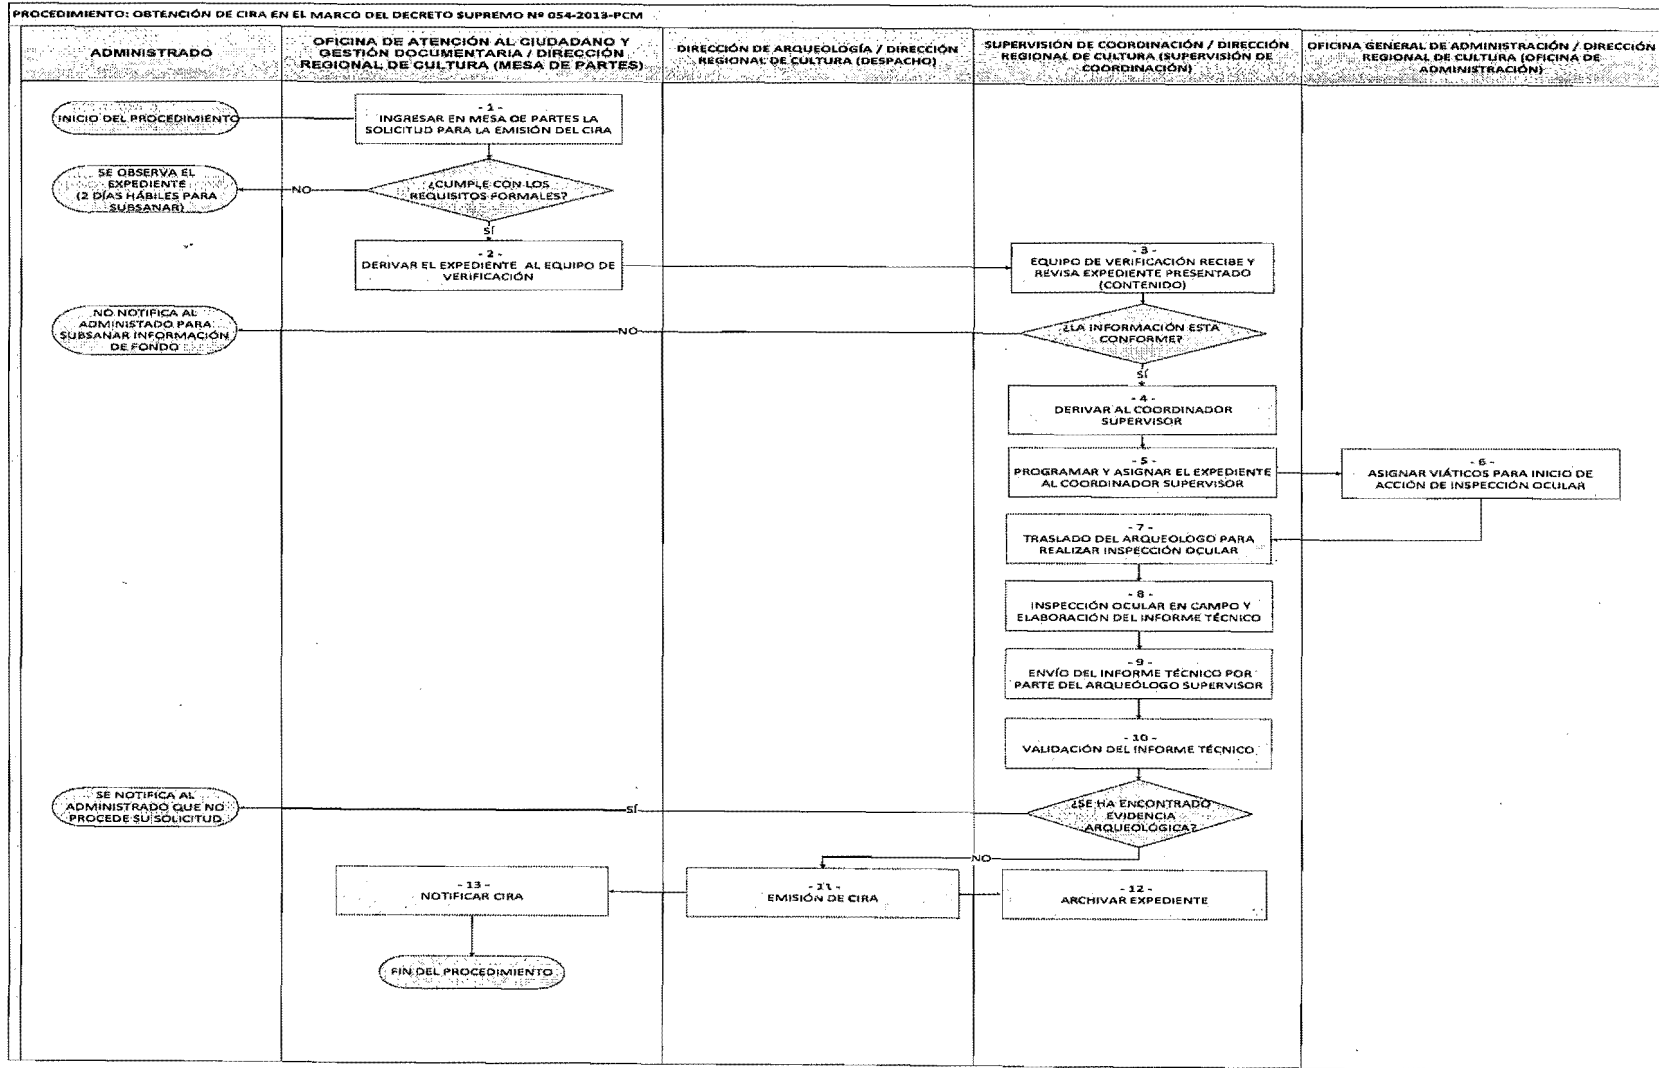 PROCEDIMIENTO: OBTENCIÓN DE CIRA EN EL MARCO DEL DECRETO SUPREMO Nº 054-2013-PCM
ADMINISTRADO
OFICINA DE ATENCIÓN AL CIUDADANO Y
GESTIÓN DOCUMENTARIA / DIRECCIÓN
REGIONAL DE CULTURA (MESA DE PARTES)
DIRECCIÓN DE ARQUEOLOGÍA / DIRECCIÓN
REGIONAL DE CULTURA (DESPACHO)
SUPERVISIÓN DE COORDINACIÓN / DIRECCIÓN
REGIONAL DE CULTURA (SUPERVISIÓN DE
COORDINACIÓN)
OFICINA GENERAL DE ADMINISTRACIÓN / DIRECCIÓN
REGIONAL DE CULTURA (OFICINA DE
ADMINISTRACIÓN)
INICIO DEL PROCEDIMIENTO
- 1 -
INGRESAR EN MESA DE PARTES LA
SOLICITUD PARA LA EMISIÓN DEL CIRA
SE OBSERVA EL
EXPEDIENTE
(2 DÍAS HÁBILES PARA
SUBSANAR)
NO
¿CUMPLE CON LOS
REQUISITOS FORMALES?
SÍ
- 2 -
DERIVAR EL EXPEDIENTE AL EQUIPO DE
VERIFICACIÓN
- 3 -
EQUIPO DE VERIFICACIÓN RECIBE Y
REVISA EXPEDIENTE PRESENTADO
(CONTENIDO)
NO NOTIFICA AL
ADMINISTADO PARA
SUBSANAR INFORMACIÓN
DE FONDO
NO
¿LA INFORMACIÓN ESTA
CONFORME?
SÍ
- 4 -
DERIVAR AL COORDINADOR
SUPERVISOR
- 5 -
PROGRAMAR Y ASIGNAR EL EXPEDIENTE
AL COORDINADOR SUPERVISOR
- 6 -
ASIGNAR VIÁTICOS PARA INICIO DE
ACCIÓN DE INSPECCIÓN OCULAR
- 7 -
TRASLADO DEL ARQUEOLOGO PARA
REALIZAR INSPECCIÓN OCULAR
- 8 -
INSPECCIÓN OCULAR EN CAMPO Y
ELABORACIÓN DEL INFORME TÉCNICO
- 9 -
ENVÍO DEL INFORME TÉCNICO POR
PARTE DEL ARQUEÓLOGO SUPERVISOR
- 10 -
VALIDACIÓN DEL INFORME TÉCNICO
SE NOTIFICA AL
ADMINISTRADO QUE NO
PROCEDE SU SOLICITUD
SÍ
¿SE HA ENCONTRADO
EVIDENCIA
ARQUEOLÓGICA?
NO
- 13 -
NOTIFICAR CIRA
- 11 -
EMISIÓN DE CIRA
- 12 -
ARCHIVAR EXPEDIENTE
FIN DEL PROCEDIMIENTO